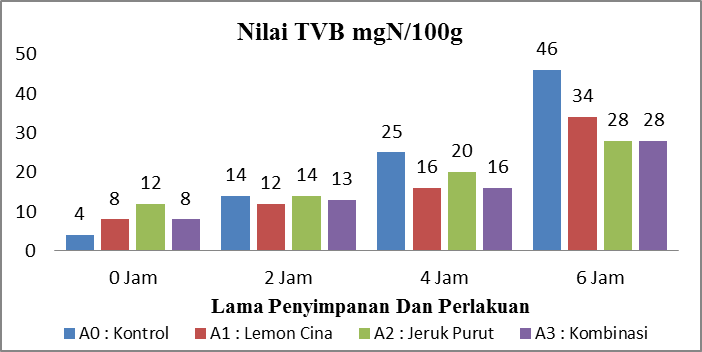 Nilai TVB mgN/100g
50
40
30
20
10
0
4 8 12 8
14 12 14 13
25 16 20 16
46 34 28 28
0 Jam 2 Jam 4 Jam 6 Jam
Lama Penyimpanan Dan Perlakuan
A0 : Kontrol A1 : Lemon Cina A2 : Jeruk Purut A3 : Kombinasi